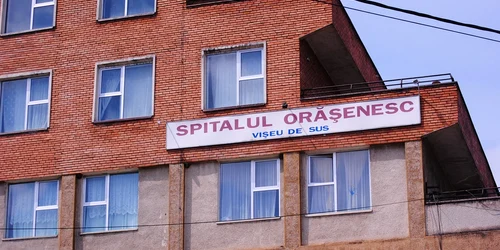 SPITALUL ORĂŞENESC
VIŞEU DE SUS